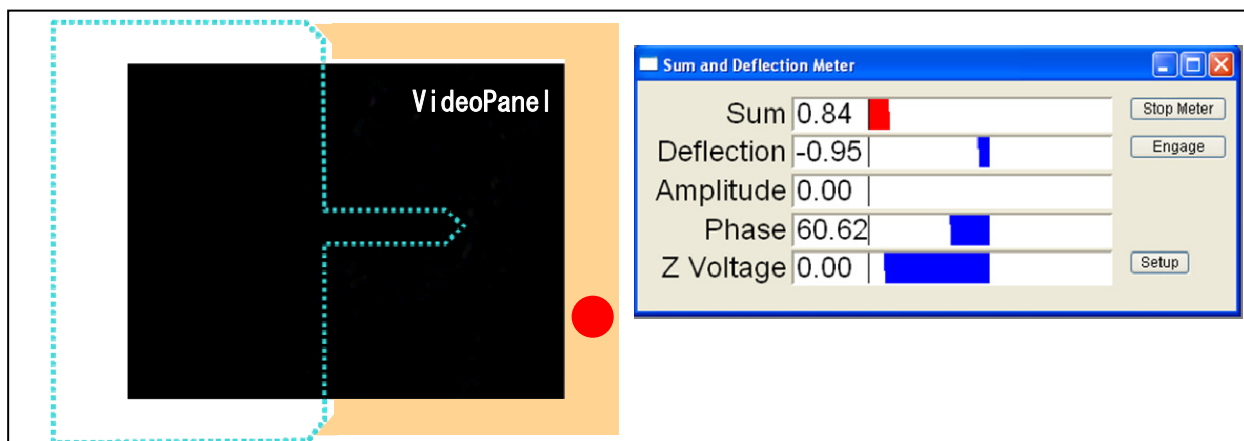 VideoPanel
Sum and Deflection Meter
Sum 0.84 Stop Meter
Deflection -0.95 Engage
Amplitude 0.00
Phase 60.62
Z Voltage 0.00 Setup